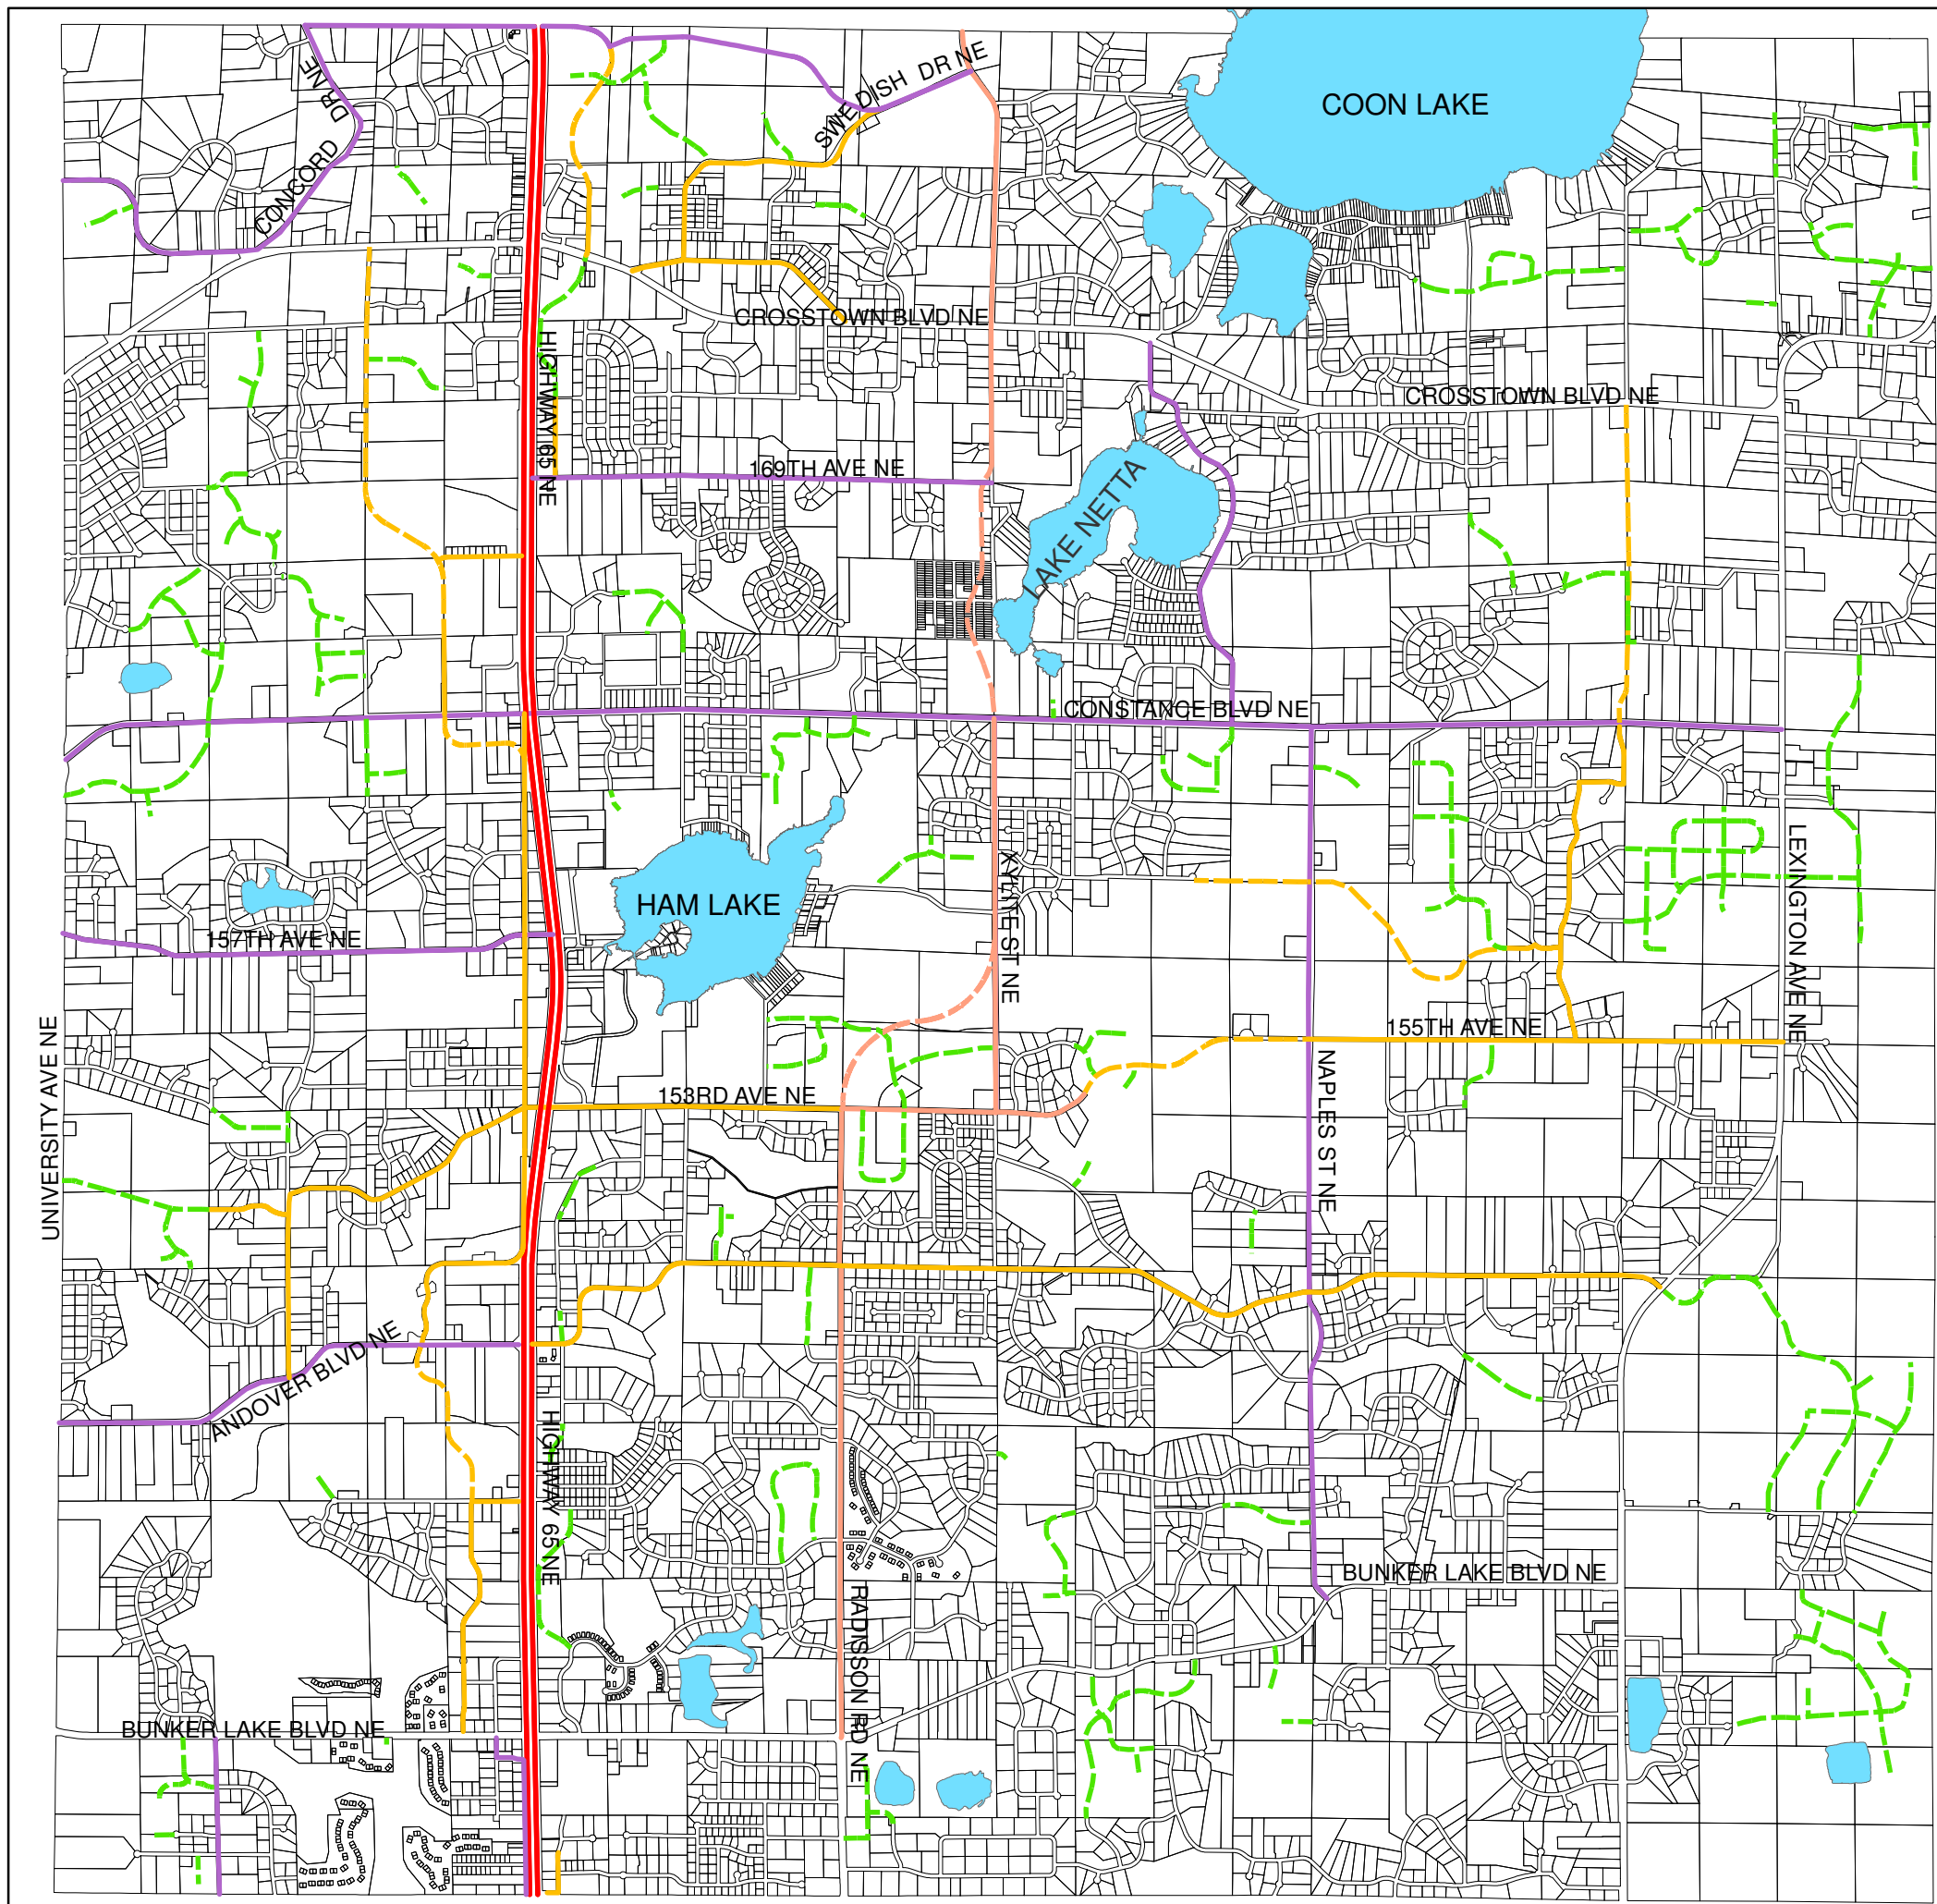 COON LAKE
SWEDISH DR NE
CONCORD DR NE
CROSSTOWN BLVD NE
HIGHWAY 65 NE
CROSSTOWN BLVD NE
169TH AVE NE
LAKE NETTA
CONSTANCE BLVD NE
HAM LAKE
XYLITE ST NE
LEXINGTON AVE NE
157TH AVE NE
155TH AVE NE
UNIVERSITY AVE NE
153RD AVE NE
NAPLES ST NE
ANDOVER BLVD NE
HIGHWAY 65 NE
BUNKER LAKE BLVD NE
RADISSON RD NE
BUNKER LAKE BLVD NE